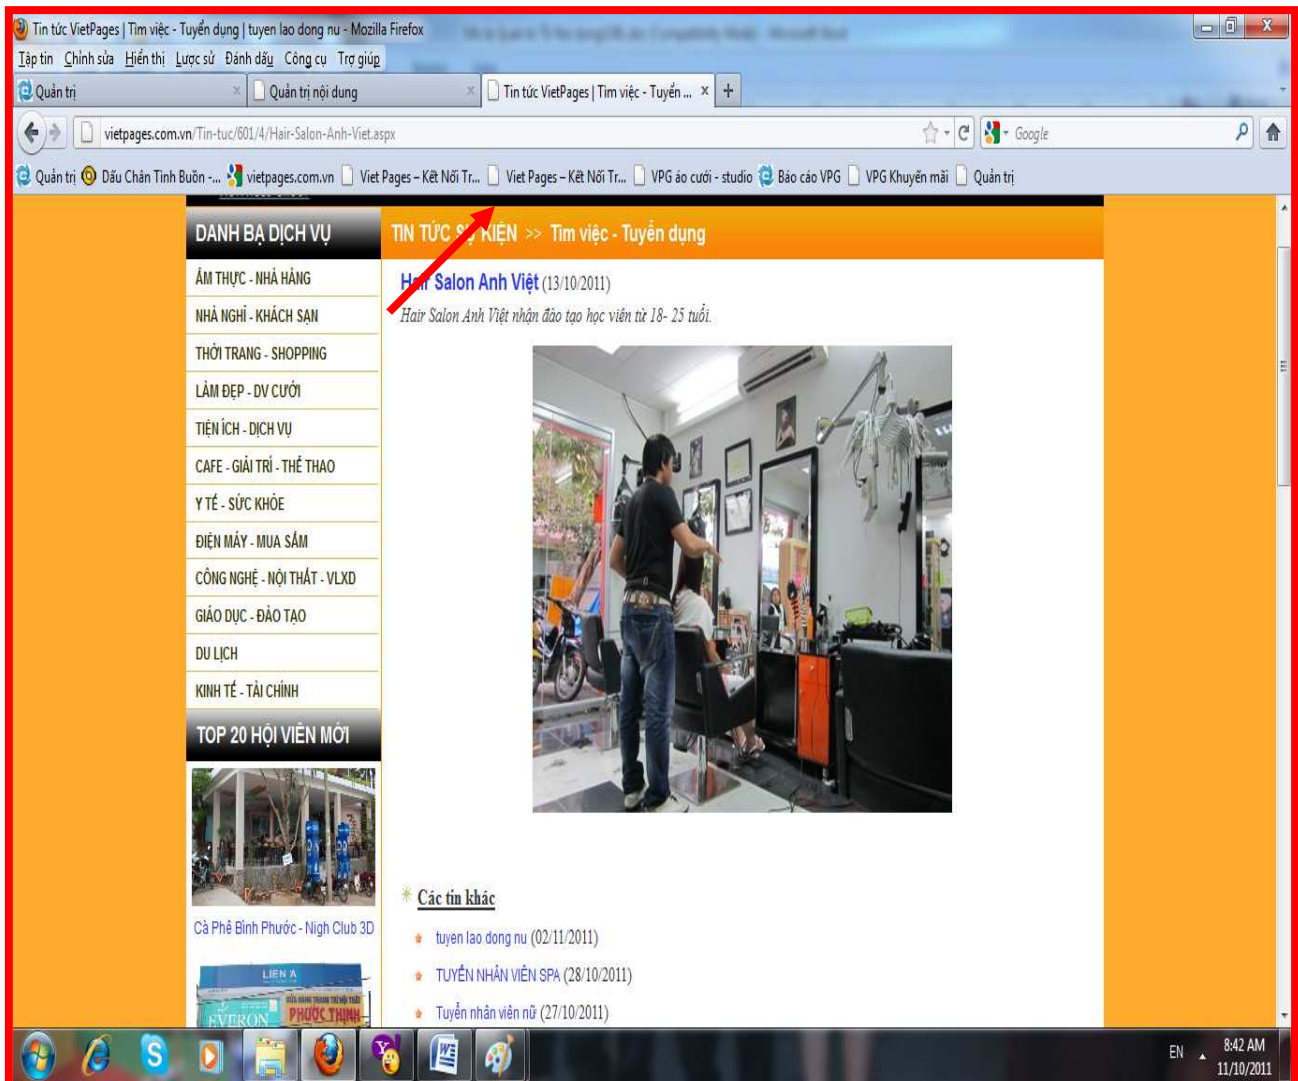 Tin tức VietPages | Tìm việc - Tuyển dụng | tuyen lao dong nu - Mozilla Firefox
Tập tin Chỉnh sửa Hiển thị Lược sử Đánh dấu Công cụ Trợ giúp
Quản trị
Quản trị nội dung
Tin tức VietPages | Tìm việc - Tuyển ...
vietpages.com.vn/Tin-tuc/601/4/Hair-Salon-Anh-Viet.aspx
Google
Quản trị Dấu Chân Tình Buồn -... vietpages.com.vn Viet Pages – Kết Nối Tr... Viet Pages – Kết Nối Tr... VPG áo cưới - studio Báo cáo VPG VPG Khuyến mãi Quản trị
DANH BẠ DỊCH VỤ
ẨM THỰC - NHÀ HÀNG
NHÀ NGHỈ - KHÁCH SẠN
THỜI TRANG - SHOPPING
LÀM ĐẸP - DV CƯỚI
TIỆN ÍCH - DỊCH VỤ
CAFE - GIẢI TRÍ - THỂ THAO
Y TẾ - SỨC KHỎE
ĐIỆN MÁY - MUA SẮM
CÔNG NGHỆ - NỘI THẤT - VLXD
GIÁO DỤC - ĐÀO TẠO
DU LỊCH
KINH TẾ - TÀI CHÍNH
TOP 20 HỘI VIÊN MỚI
Cà Phê Bình Phước - Nigh Club 3D
LIEN A
EVERON
PHƯỚC THỊNH
TIN TỨC SỰ KIỆN >> Tìm việc - Tuyển dụng
Hair Salon Anh Việt (13/10/2011)
Hair Salon Anh Việt nhận đào tạo học viên từ 18- 25 tuổi.
Các tin khác
tuyen lao dong nu (02/11/2011)
TUYỂN NHÂN VIÊN SPA (28/10/2011)
Tuyển nhân viên nữ (27/10/2011)
EN
8:42 AM
11/10/2011